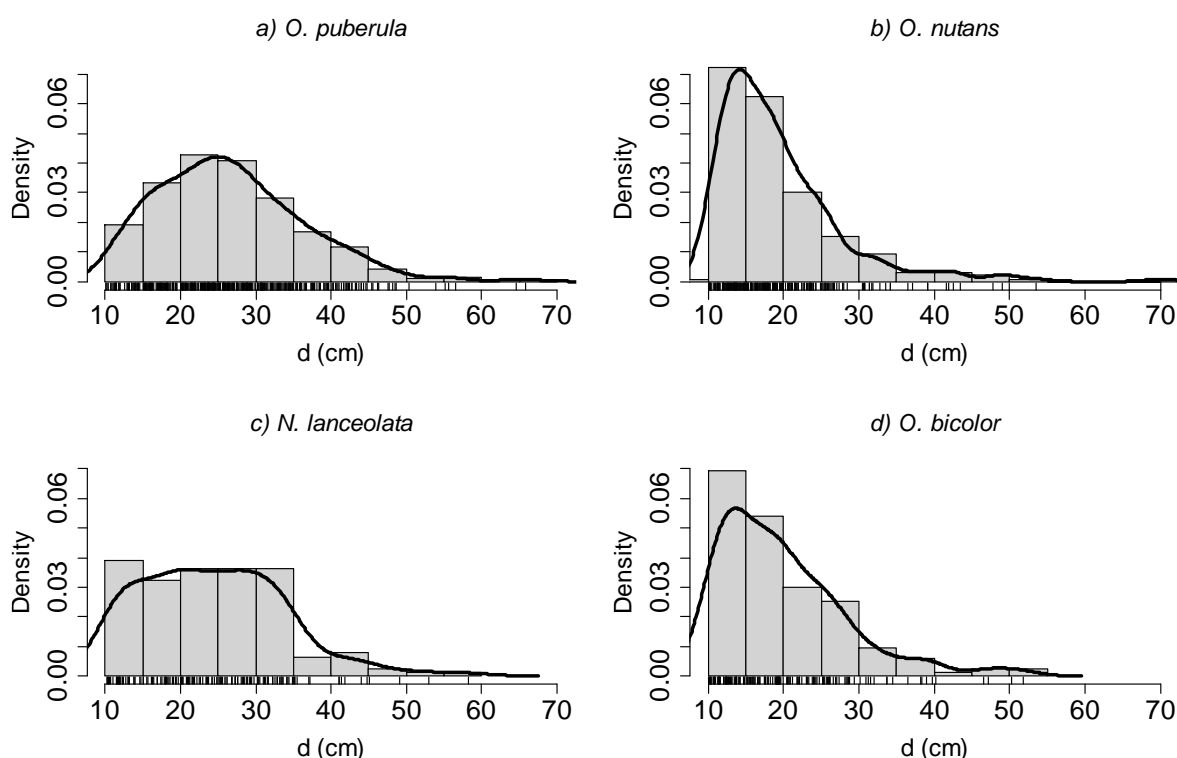 a) O. puberula
Density
0.00 0.03 0.06
10 20 30 40 50 60 70
d (cm)
b) O. nutans
Density
0.00 0.03 0.06
10 20 30 40 50 60 70
d (cm)
c) N. lanceolata
Density
0.00 0.03 0.06
10 20 30 40 50 60 70
d (cm)
d) O. bicolor
Density
0.00 0.03 0.06
10 20 30 40 50 60 70
d (cm)